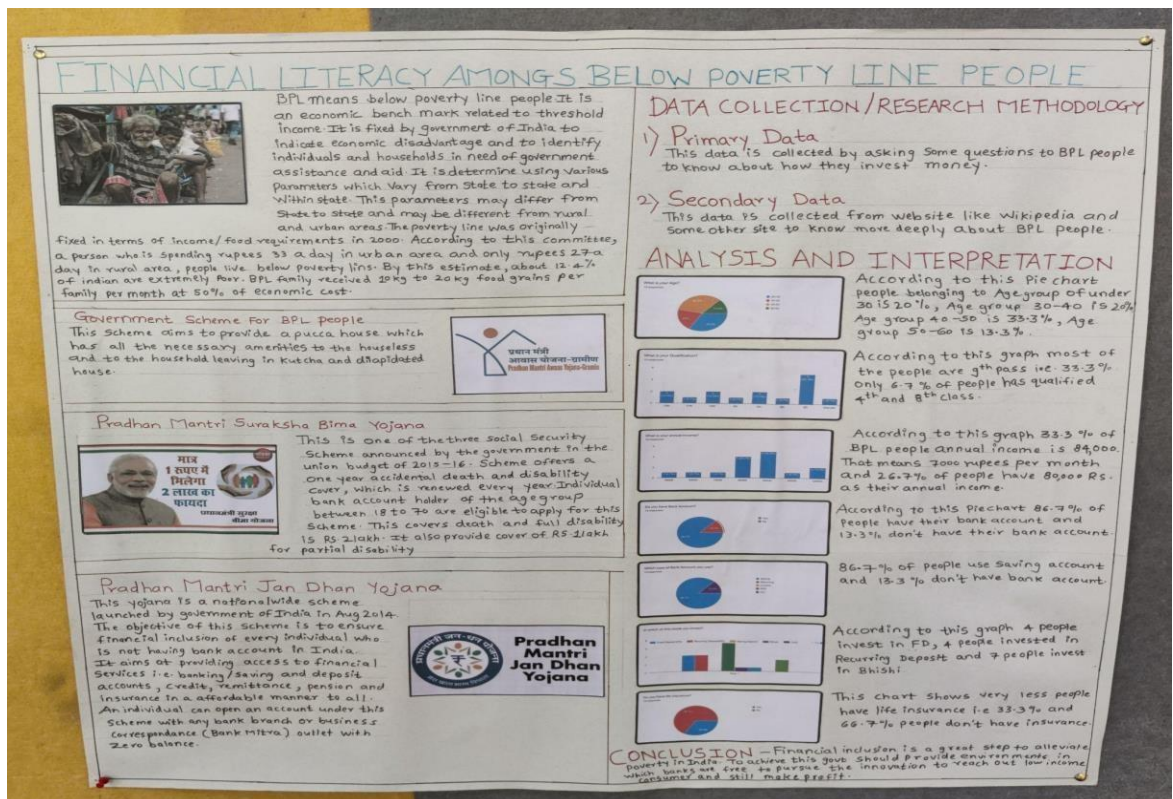 FINANCIAL LITERACY AMONGS BELOW POVERTY LINE PEOPLE
BPL means below poverty line people It is
an economic bench mark related to threshold
income. It is fixed by government of India to
indicate economic disadvantage and to identify
individuals and households in need of government
assistance and aid. It is determine using various
Parameters which vary from State to state and
within state. This parameters may differ from
State to state and may be different from rural
and urban areas. The poverty line was originally
fixed in terms of income/food requirements in 2000. According to this committee,
a person who is spending rupees 33 a day in urban area and only rupees 27 a
day in rural area, people live below poverty lins. By this estimate, about 12.4%
of indian are extremely poor. BPL family received 10kg to 20kg food grains per
family per month at 50% of economic cost.
Government Scheme For BPL people
This Scheme aims to provide a pucca house which
has all the necessary amenities to the houseless
and to the household leaving in kutcha and diapidated
house.
प्रधान मंत्री
आवास योजना-ग्रामीण
Pradhan Mantri Awaas Yojana-Gramin
Pradhan Mantri Suraksha Bima Yojana
This is one of the three social Security
Scheme announced by the government in the
union budget of 2015-16. Scheme offers a
one year accidental death and disability
cover, which is renewed every year. Individual
bank account holder of the age group
between 18 to 70 are eligible to apply for this
Scheme. This covers death and full disability
is Rs. 2 lakh. It also provide cover of RS. 1 lakh
for partial disability
मात्र
1 रुपए में
मिलेगा
2 लाख का
फायदा
प्रधानमंत्री सुरक्षा
बीमा योजना
Pradhan Mantri Jan Dhan Yojana
This yojana is a nationalwide scheme
launched by government of India in Aug 2014.
The objective of this Scheme is to ensure
financial inclusion of every individual who
is not having bank account in India.
It aims at providing access to financial
Services i.e. banking/saving and deposit
accounts, credit, remittance, pension and
insurance in a affordable manner to all.
An individual can open an account under this
Scheme with any bank branch or business
correspondance (Bank Mitra) outlet with
Zero balance.
प्रधानमंत्री जन-धन योजना
Pradhan
Mantri
Jan Dhan
Yojana
DATA COLLECTION/RESEARCH METHODOLOGY
1) Primary Data
This data is collected by asking some questions to BPL people
to know about how they invest money.
2) Secondary Data
This data is collected from website like Wikipedia and
Some other site to know more deeply about BPL people.
ANALYSIS AND INTERPRETATION
What is your Age?
According to this Pie chart
people belonging to Age group of under
30 is 20%, Age group 30-40 is 20%
Age group 40-50 is 33.3%, Age
group 50-60 is 13.3%.
What is your Qualification?
According to this graph most of
the people are 9th pass i.e. 33.3%
only 6.7% of people has qualified
4th and 8th class.
What is your Annual Income?
According to this graph 33.3% of
BPL people annual income is 84,000.
That means 7000 rupees per month
and 26.7% of people have 80,000 RS.
as their annual income.
Do you have Bank Account?
According to this Piechart 86.7% of
People have their bank account and
13.3% don't have their bank account.
86.7% of people use Saving account
and 13.3% don't have bank account
According to this graph 4 people
invest in FD, 4 people invested in
Recurring Deposit and 7 people invest
in Bhishi
This chart shows very less people
have life insurance i.e 33.3% and
66.7% people don't have insurance.
CONCLUSION - Financial inclusion is a great step to alleviate
poverty in India. To achieve this govt should provide environments in
which banks are free to pursue the innovation to reach out low income
consumer and still make profit.